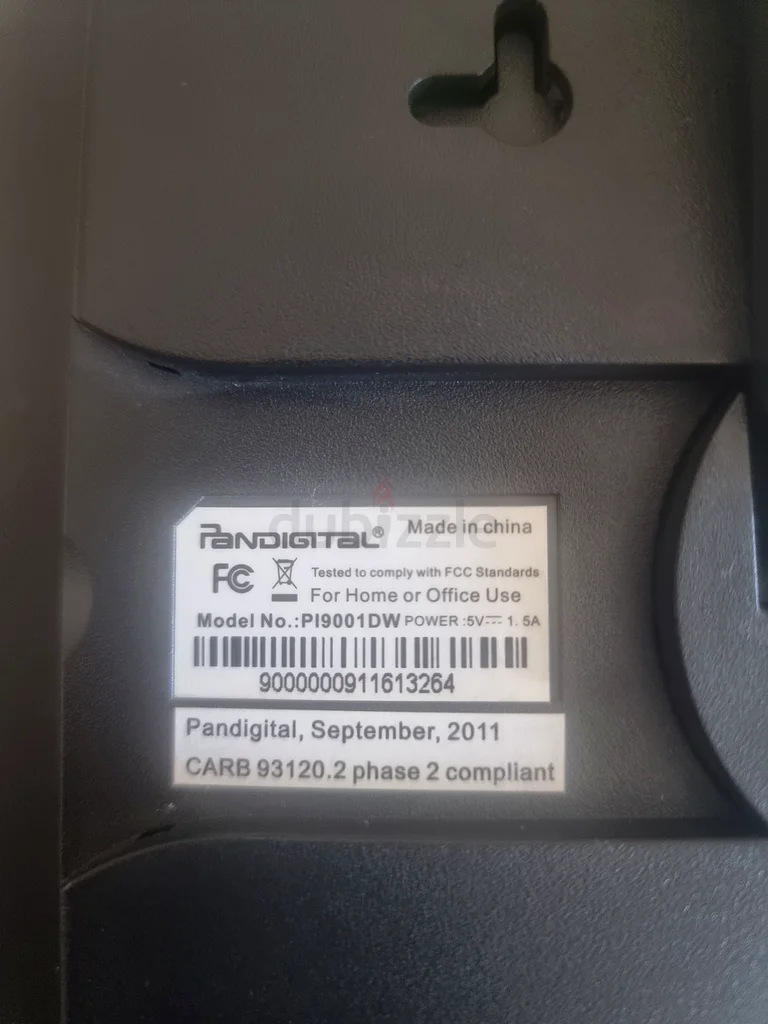 dubizzle
PANDIGITAL® Made in china
FC Tested to comply with FCC Standards
For Home or Office Use
Model No.:PI9001DW POWER :5V⎓ 1.5A
9000000911613264
Pandigital, September, 2011
CARB 93120.2 phase 2 compliant